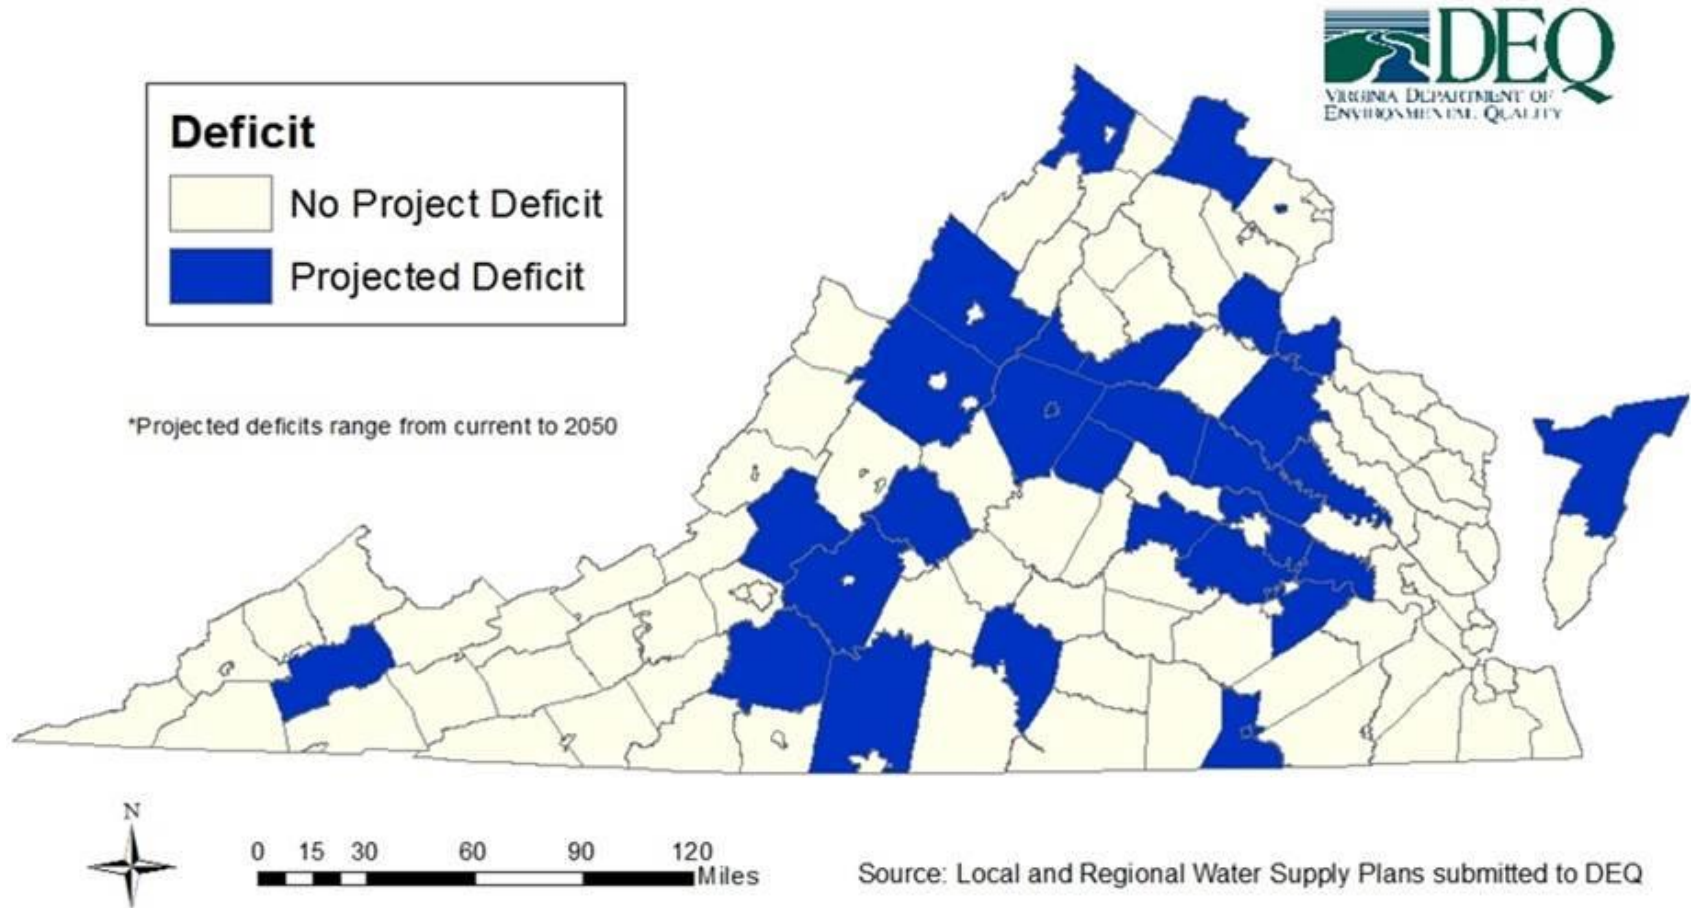 DEQ
VIRGINIA DEPARTMENT OF
ENVIRONMENTAL QUALITY
Deficit
No Project Deficit
Projected Deficit
*Projected deficits range from current to 2050
N
0 15 30 60 90 120
Miles
Source: Local and Regional Water Supply Plans submitted to DEQ